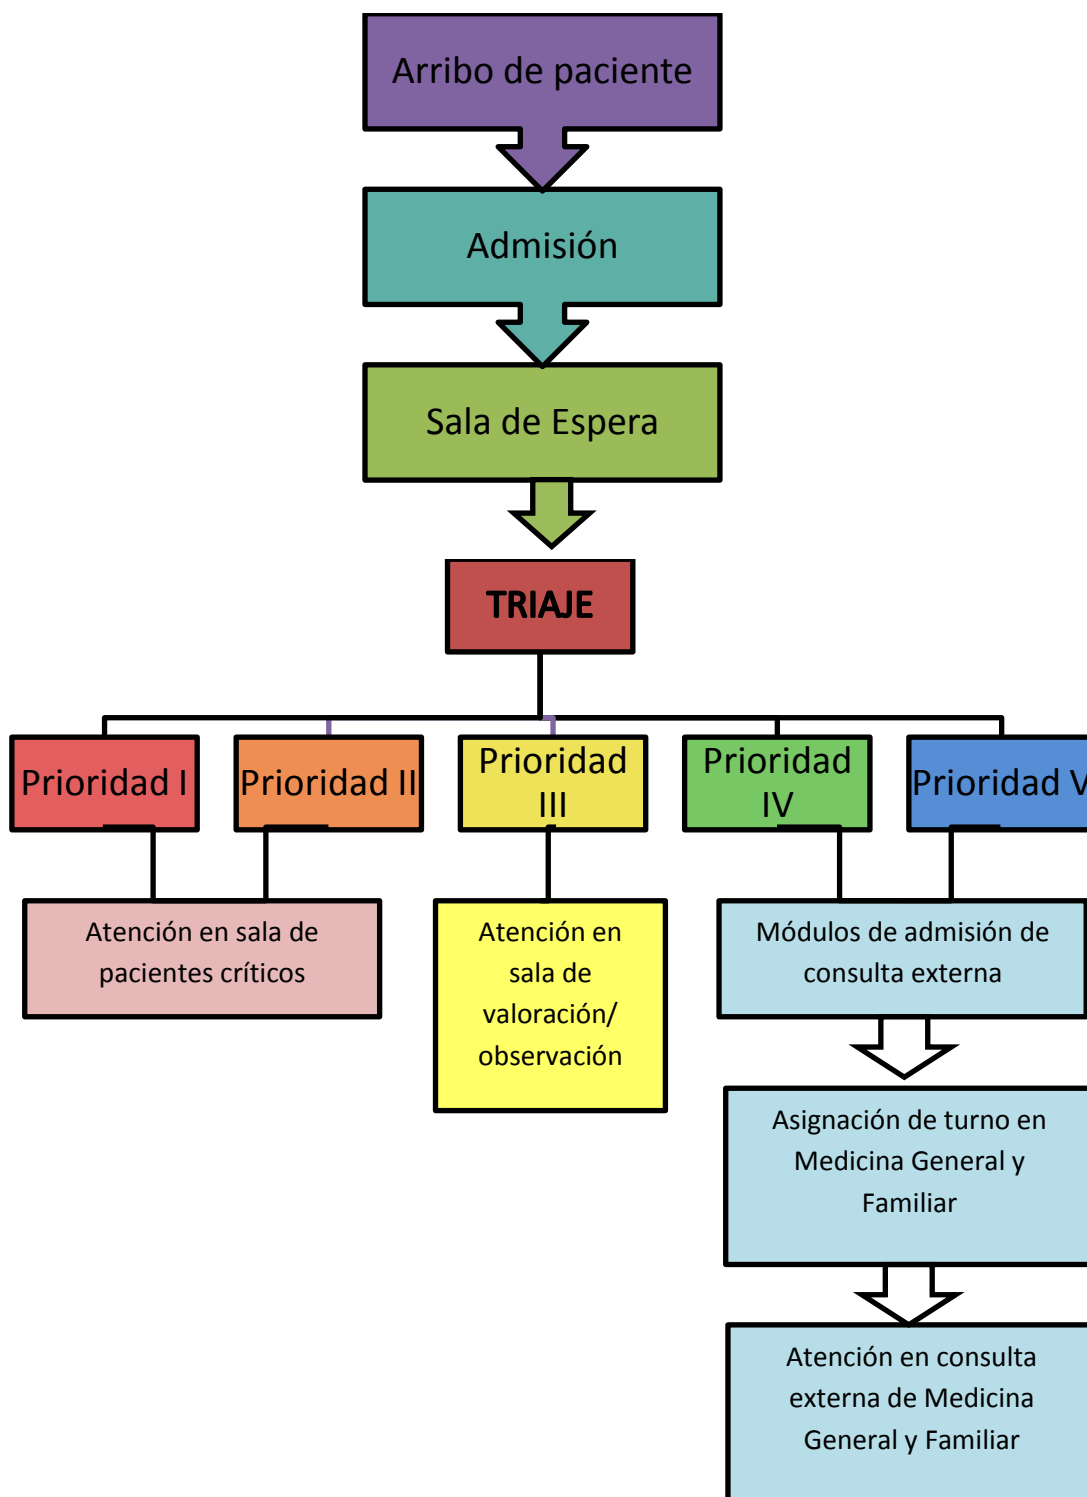 Arribo de paciente
Admisión
Sala de Espera
TRIAJE
Prioridad I
Prioridad II
Prioridad
III
Prioridad
IV
Prioridad V
Atención en sala de
pacientes críticos
Atención en
sala de
valoración/
observación
Módulos de admisión de
consulta externa
Asignación de turno en
Medicina General y
Familiar
Atención en consulta
externa de Medicina
General y Familiar